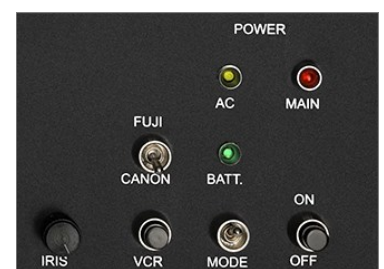 POWER
AC MAIN
FUJI
CANON BATT.
ON
IRIS VCR MODE OFF